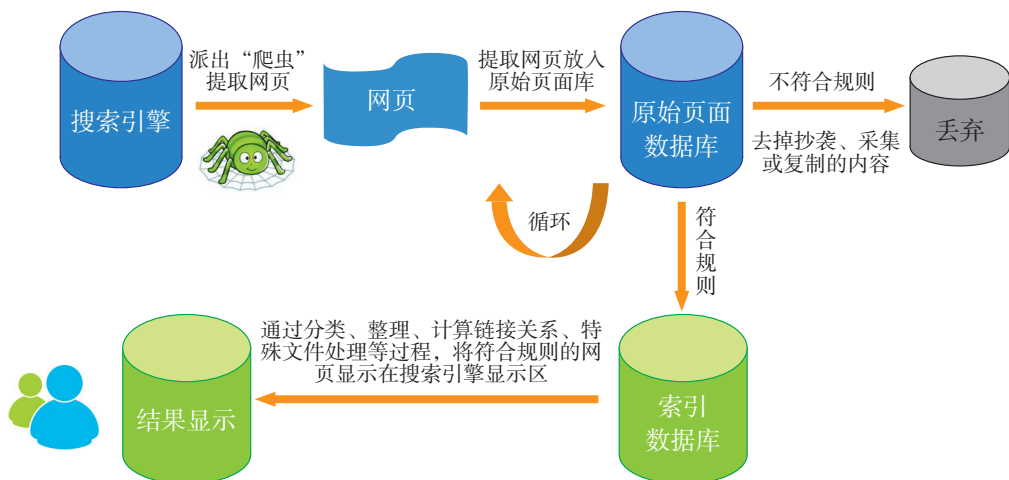 搜索引擎
派出“爬虫”
提取网页
网页
提取网页放入
原始页面库
原始页面
数据库
不符合规则
去掉抄袭、采集
或复制的内容
丢弃
循环
符
合
规
则
索引
数据库
通过分类、整理、计算链接关系、特
殊文件处理等过程，将符合规则的网
页显示在搜索引擎显示区
结果显示